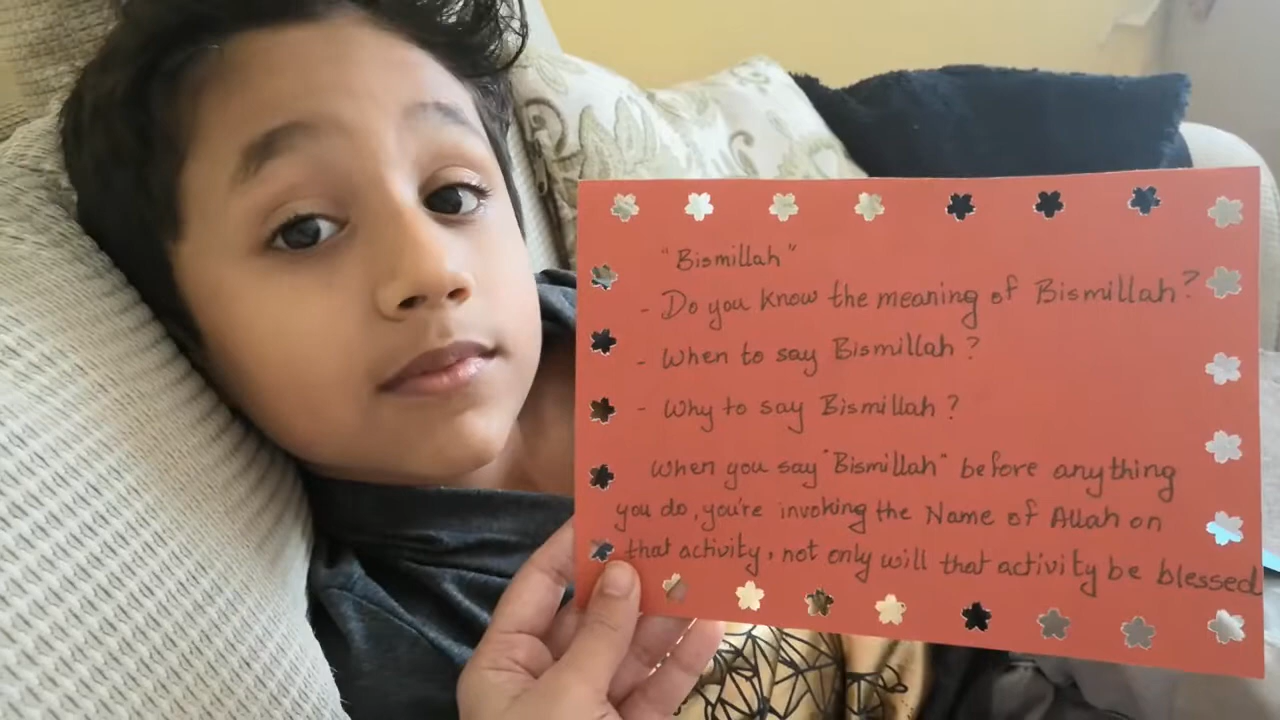 "Bismillah"
- Do you know the meaning of Bismillah?
- When to say Bismillah?
- Why to say Bismillah?
When you say "Bismillah" before anything
you do, you're invoking the Name of Allah on
that activity, not only will that activity be blessed